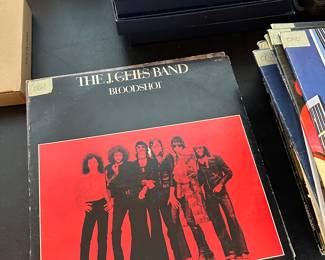 THE J. GEILS BAND
BLOODSHOT